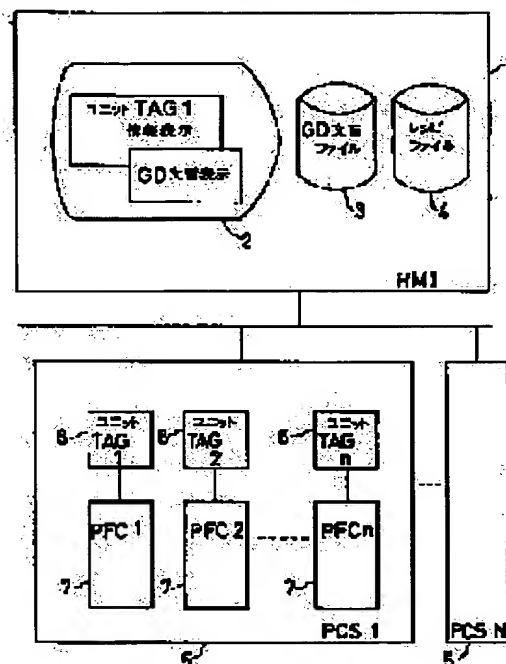 ユニット TAG 1
情報表示
GD文書表示
GD文書
ファイル
レシピ
ファイル
2
3
4
HMI
ユニット
TAG
1
ユニット
TAG
2
ユニット
TAG
n
PFC 1
PFC 2
PFCn
7
7
7
PCS 1
PCS N
5